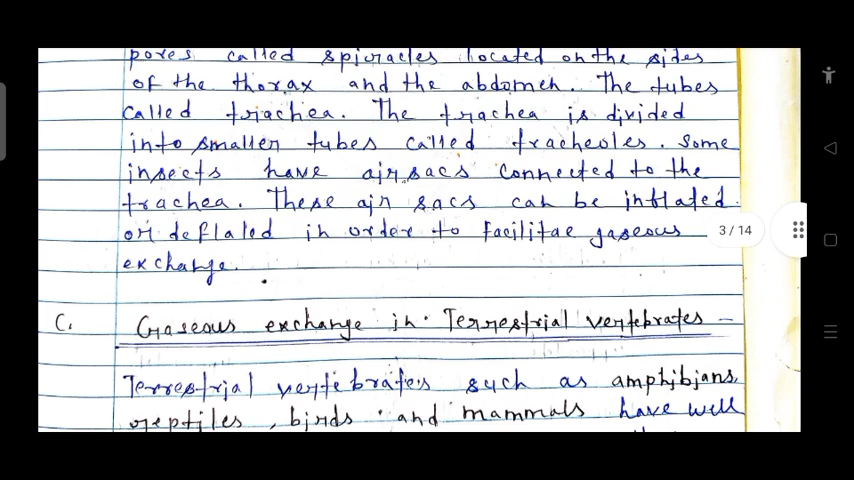 pores called spiracles located on the sides
of the thorax and the abdomen. The tubes
called trachea. The trachea is divided
into smaller tubes called tracheoles. Some
insects have air sacs connected to the
trachea. These air sacs can be inflated
or deflated in order to facilitae gaseous
3/14
exchange.
C. Gaseous exchange in Terrestrial vertebrates –
Terrestrial vertebrates such as amphibians,
reptiles, birds and mammals have well